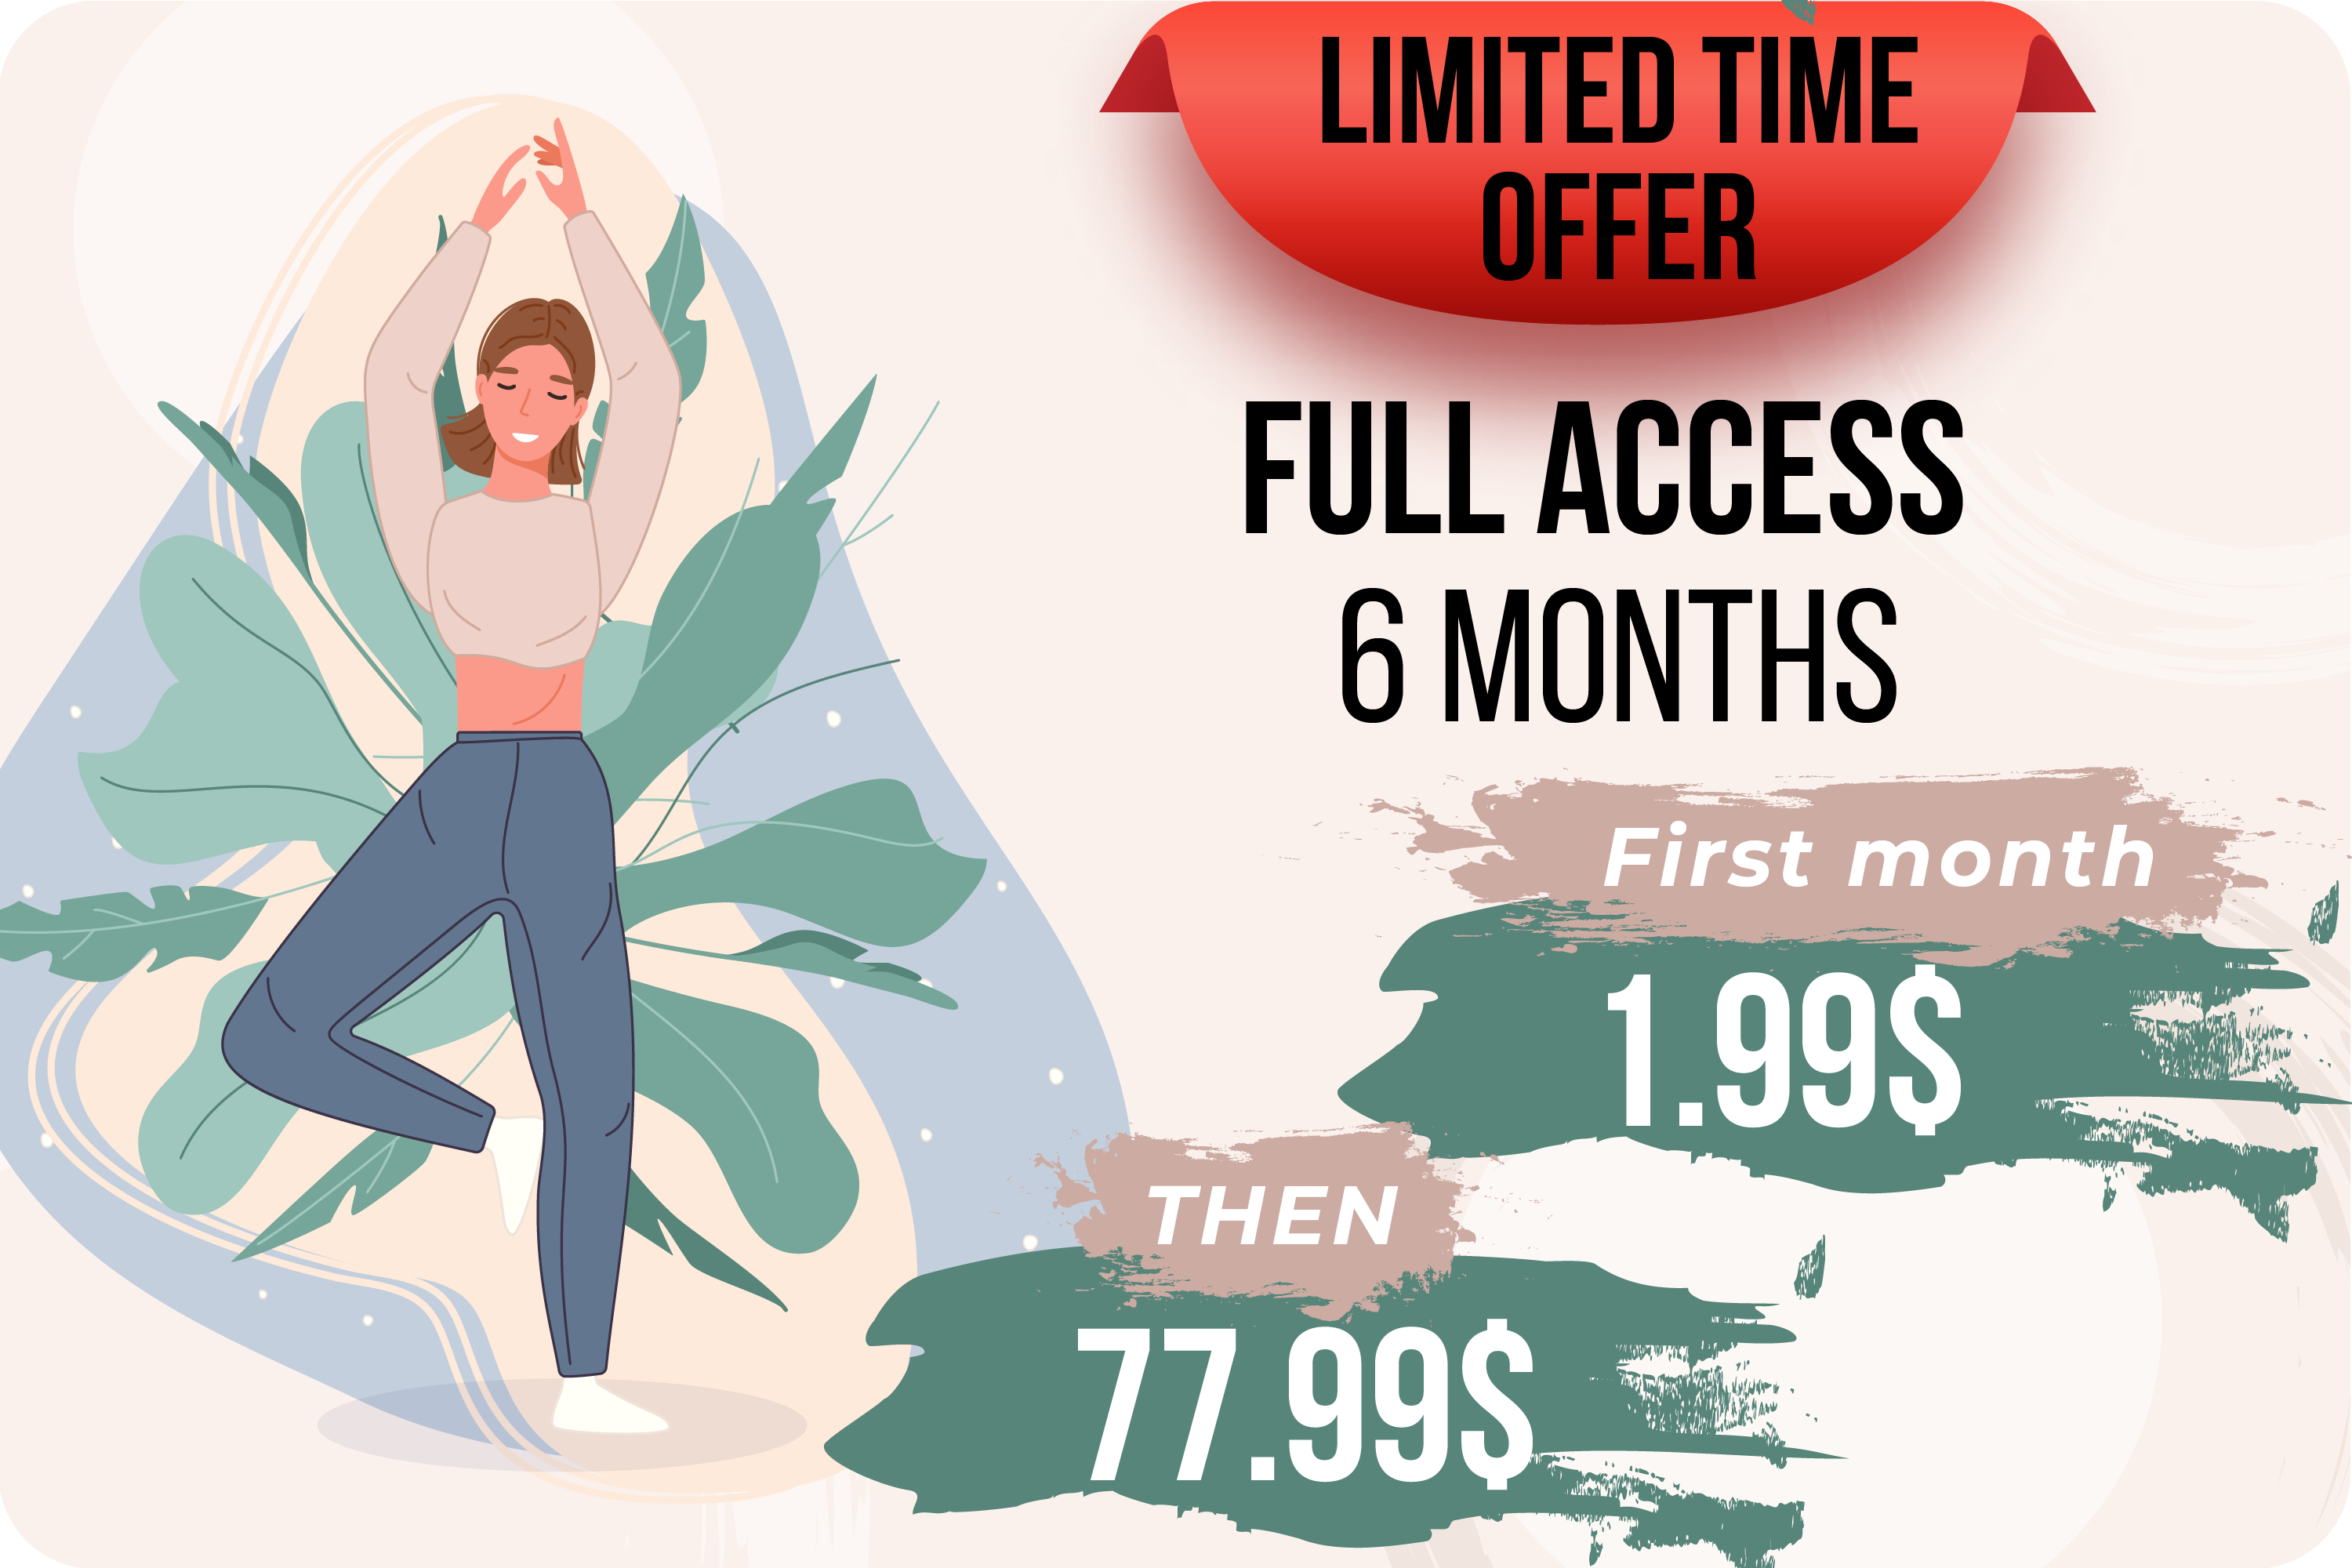 LIMITED TIME
OFFER
FULL ACCESS
6 MONTHS
First month
1.99$
THEN
77.99$